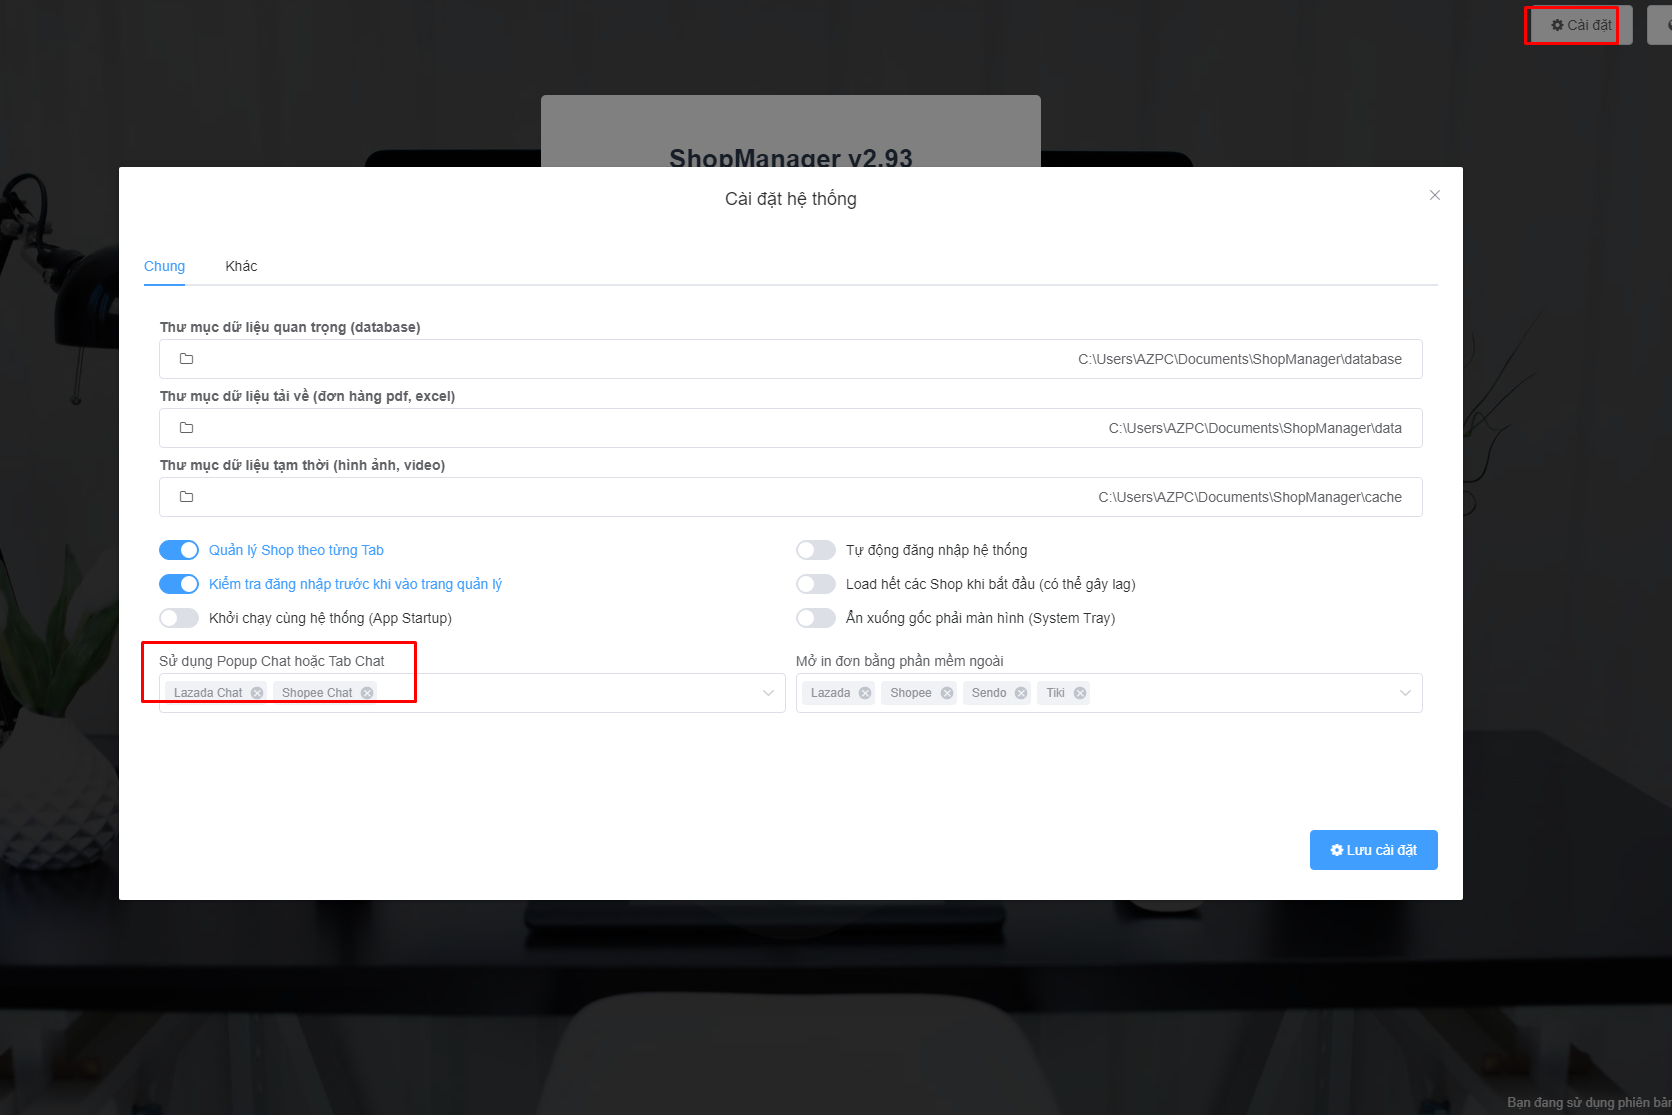 Cài đặt
ShopManager v2.93
Cài đặt hệ thống
Chung
Khác
Thư mục dữ liệu quan trọng (database)
C:\Users\AZPC\Documents\ShopManager\database
Thư mục dữ liệu tải về (đơn hàng pdf, excel)
C:\Users\AZPC\Documents\ShopManager\data
Thư mục dữ liệu tạm thời (hình ảnh, video)
C:\Users\AZPC\Documents\ShopManager\cache
Quản lý Shop theo từng Tab
Tự động đăng nhập hệ thống
Kiểm tra đăng nhập trước khi vào trang quản lý
Load hết các Shop khi bắt đầu (có thể gây lag)
Khởi chạy cùng hệ thống (App Startup)
Ẩn xuống gốc phải màn hình (System Tray)
Sử dụng Popup Chat hoặc Tab Chat
Mở in đơn bằng phần mềm ngoài
Lazada Chat
Shopee Chat
Lazada
Shopee
Sendo
Tiki
Lưu cài đặt
Bạn đang sử dụng phiên bản